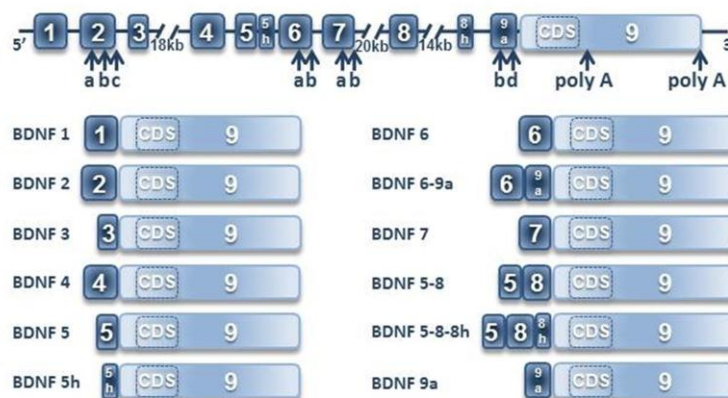 5' 1 2 3 18kb 4 5 5h 6 7 20kb 8 14kb 8h 9a CDS 9 3
a b c a b a b b d poly A poly A
BDNF 1 1 CDS 9
BDNF 2 2 CDS 9
BDNF 3 3 CDS 9
BDNF 4 4 CDS 9
BDNF 5 5 CDS 9
BDNF 5h 5h CDS 9
BDNF 6 6 CDS 9
BDNF 6-9a 6 9a CDS 9
BDNF 7 7 CDS 9
BDNF 5-8 5 8 CDS 9
BDNF 5-8-8h 5 8 8h CDS 9
BDNF 9a 9a CDS 9